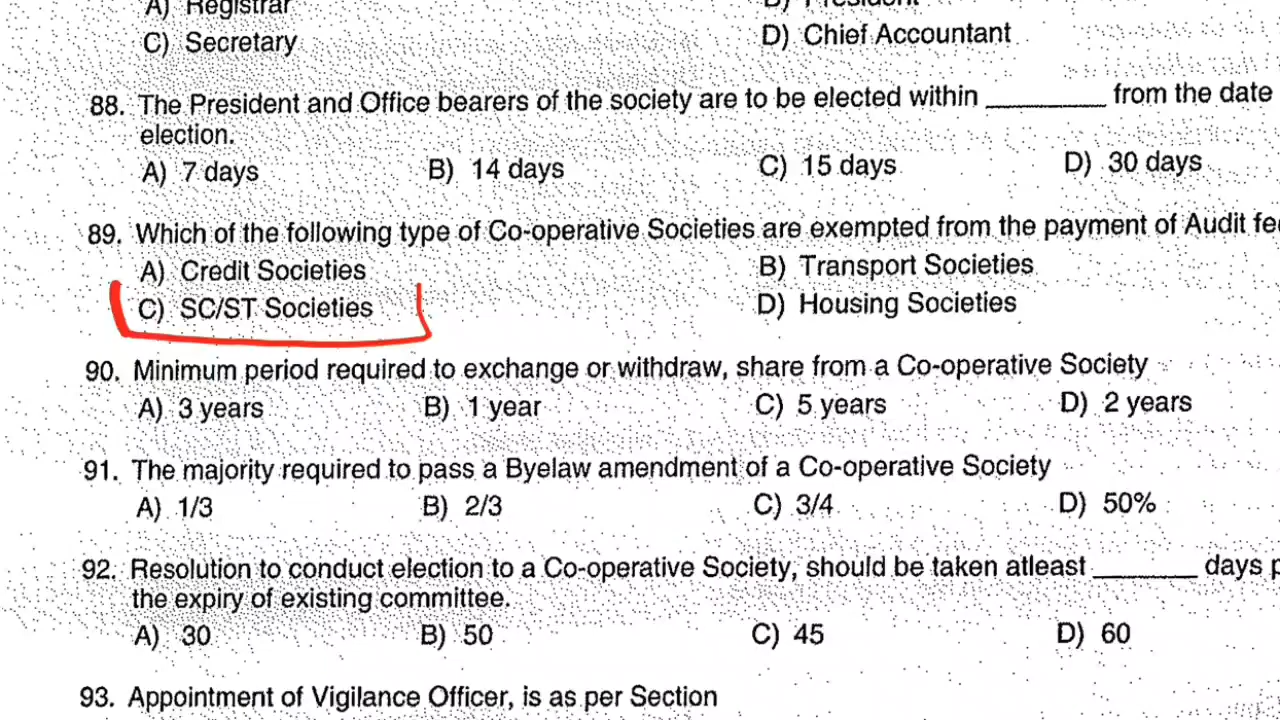 A) Registrar B) President
C) Secretary D) Chief Accountant
88. The President and Office bearers of the society are to be elected within ________ from the date
election.
A) 7 days B) 14 days C) 15 days D) 30 days
89. Which of the following type of Co-operative Societies are exempted from the payment of Audit
A) Credit Societies B) Transport Societies
C) SC/ST Societies D) Housing Societies
90. Minimum period required to exchange or withdraw, share from a Co-operative Society
A) 3 years B) 1 year C) 5 years D) 2 years
91. The majority required to pass a Byelaw amendment of a Co-operative Society
A) 1/3 B) 2/3 C) 3/4 D) 50%
92. Resolution to conduct election to a Co-operative Society, should be taken atleast _______ days
the expiry of existing committee.
A) 30 B) 50 C) 45 D) 60
93. Appointment of Vigilance Officer, is as per Section